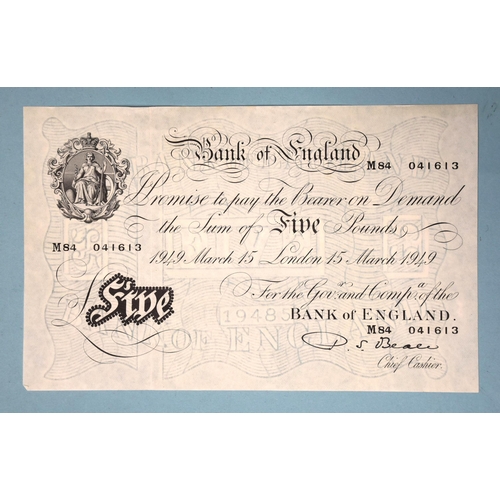 Bank of England
M84 041613
I Promise to pay the Bearer on Demand
the Sum of Five Pounds
M84 041613
1949 March 15 London 15 March 1949
For the Govr. and Compa. of the
BANK OF ENGLAND.
£Five
M84 041613
P. S. Beale
Chief Cashier.
1948
OF ENGL